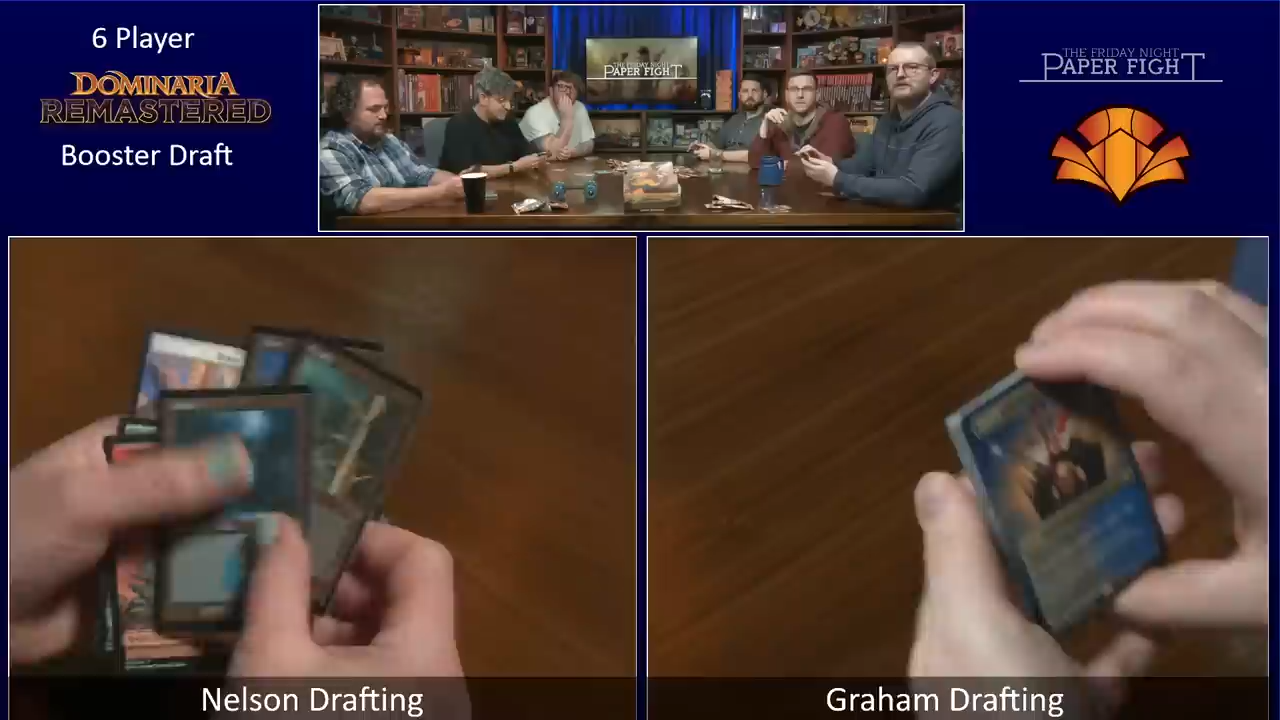 6 Player
DOMINARIA
REMASTERED
Booster Draft
THE FRIDAY NIGHT
PAPER FIGHT
THE FRIDAY NIGHT
PAPER FIGHT
Nelson Drafting
Graham Drafting